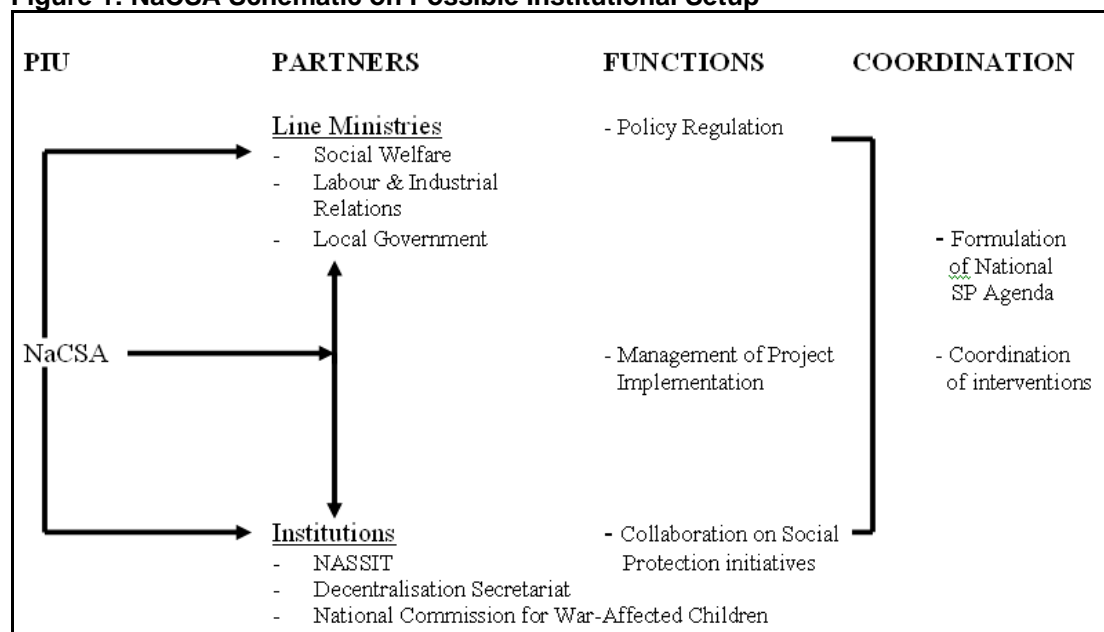 Figure 1: NaCSA Schematic on Possible Institutional Setup
PIU PARTNERS FUNCTIONS COORDINATION
Line Ministries
- Social Welfare
- Labour & Industrial
Relations
- Local Government
- Policy Regulation
- Formulation
of National
SP Agenda
NaCSA
- Management of Project
Implementation
- Coordination
of interventions
Institutions
- NASSIT
- Decentralisation Secretariat
- National Commission for War-Affected Children
- Collaboration on Social
Protection initiatives